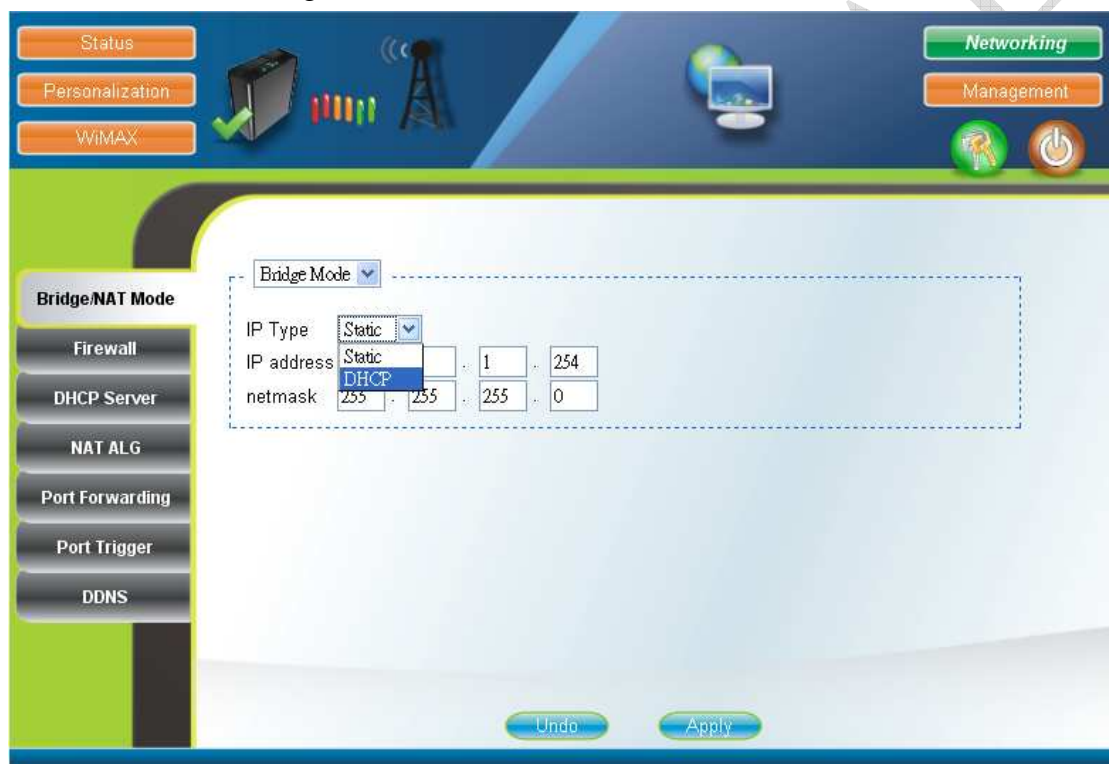 Status
Personalization
WiMAX
Networking
Management
Bridge/NAT Mode
Firewall
DHCP Server
NAT ALG
Port Forwarding
Port Trigger
DDNS
Bridge Mode
IP Type Static
Static
DHCP
IP address . 1 . 254
netmask 255 . 255 . 255 . 0
Undo Apply